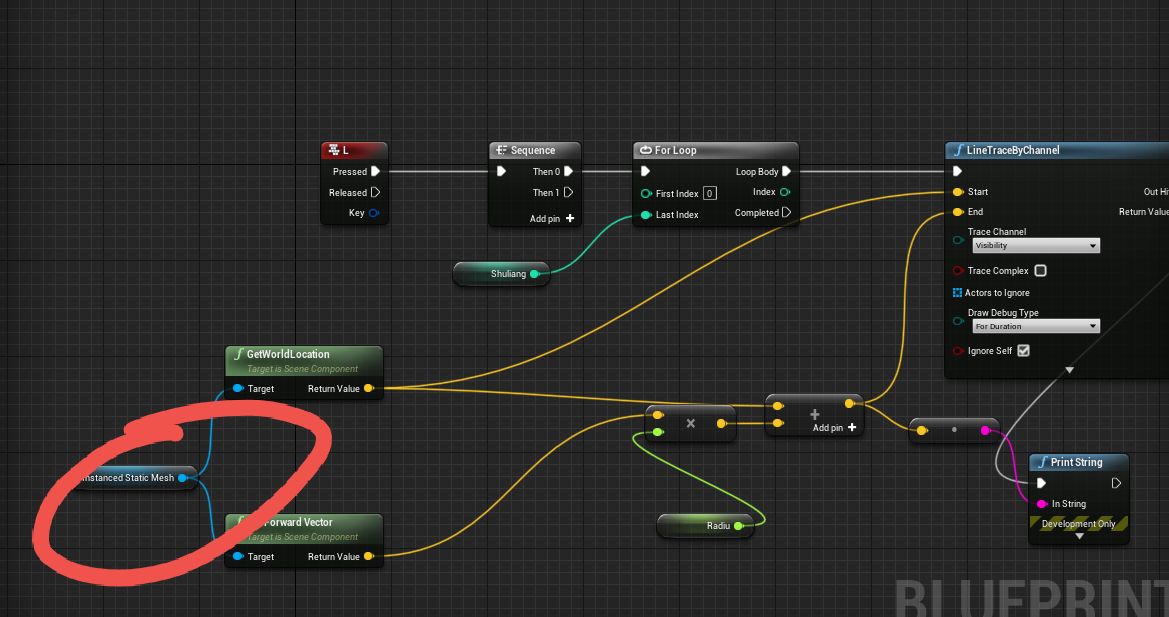 L
Pressed
Released
Key
Sequence
Then 0
Then 1
Add pin
For Loop
First Index 0
Last Index
Loop Body
Index
Completed
Shuliang
LineTraceByChannel
Start
End
Trace Channel
Visibility
Trace Complex
Actors to Ignore
Draw Debug Type
For Duration
Ignore Self
Out Hi
Return Value
GetWorldLocation
Target is Scene Component
Target Return Value
Instanced Static Mesh
Forward Vector
Target is Scene Component
Target Return Value
×
+
Add pin
Radiu
Print String
In String
Development Only
BLUEPRINT